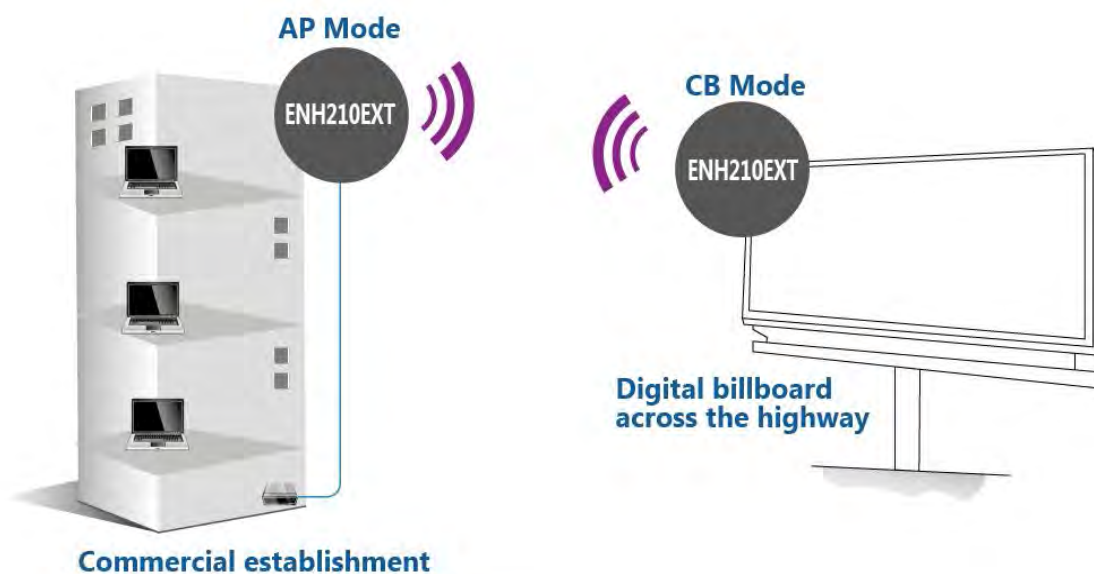 AP Mode
ENH210EXT
CB Mode
ENH210EXT
Digital billboard
across the highway
Commercial establishment